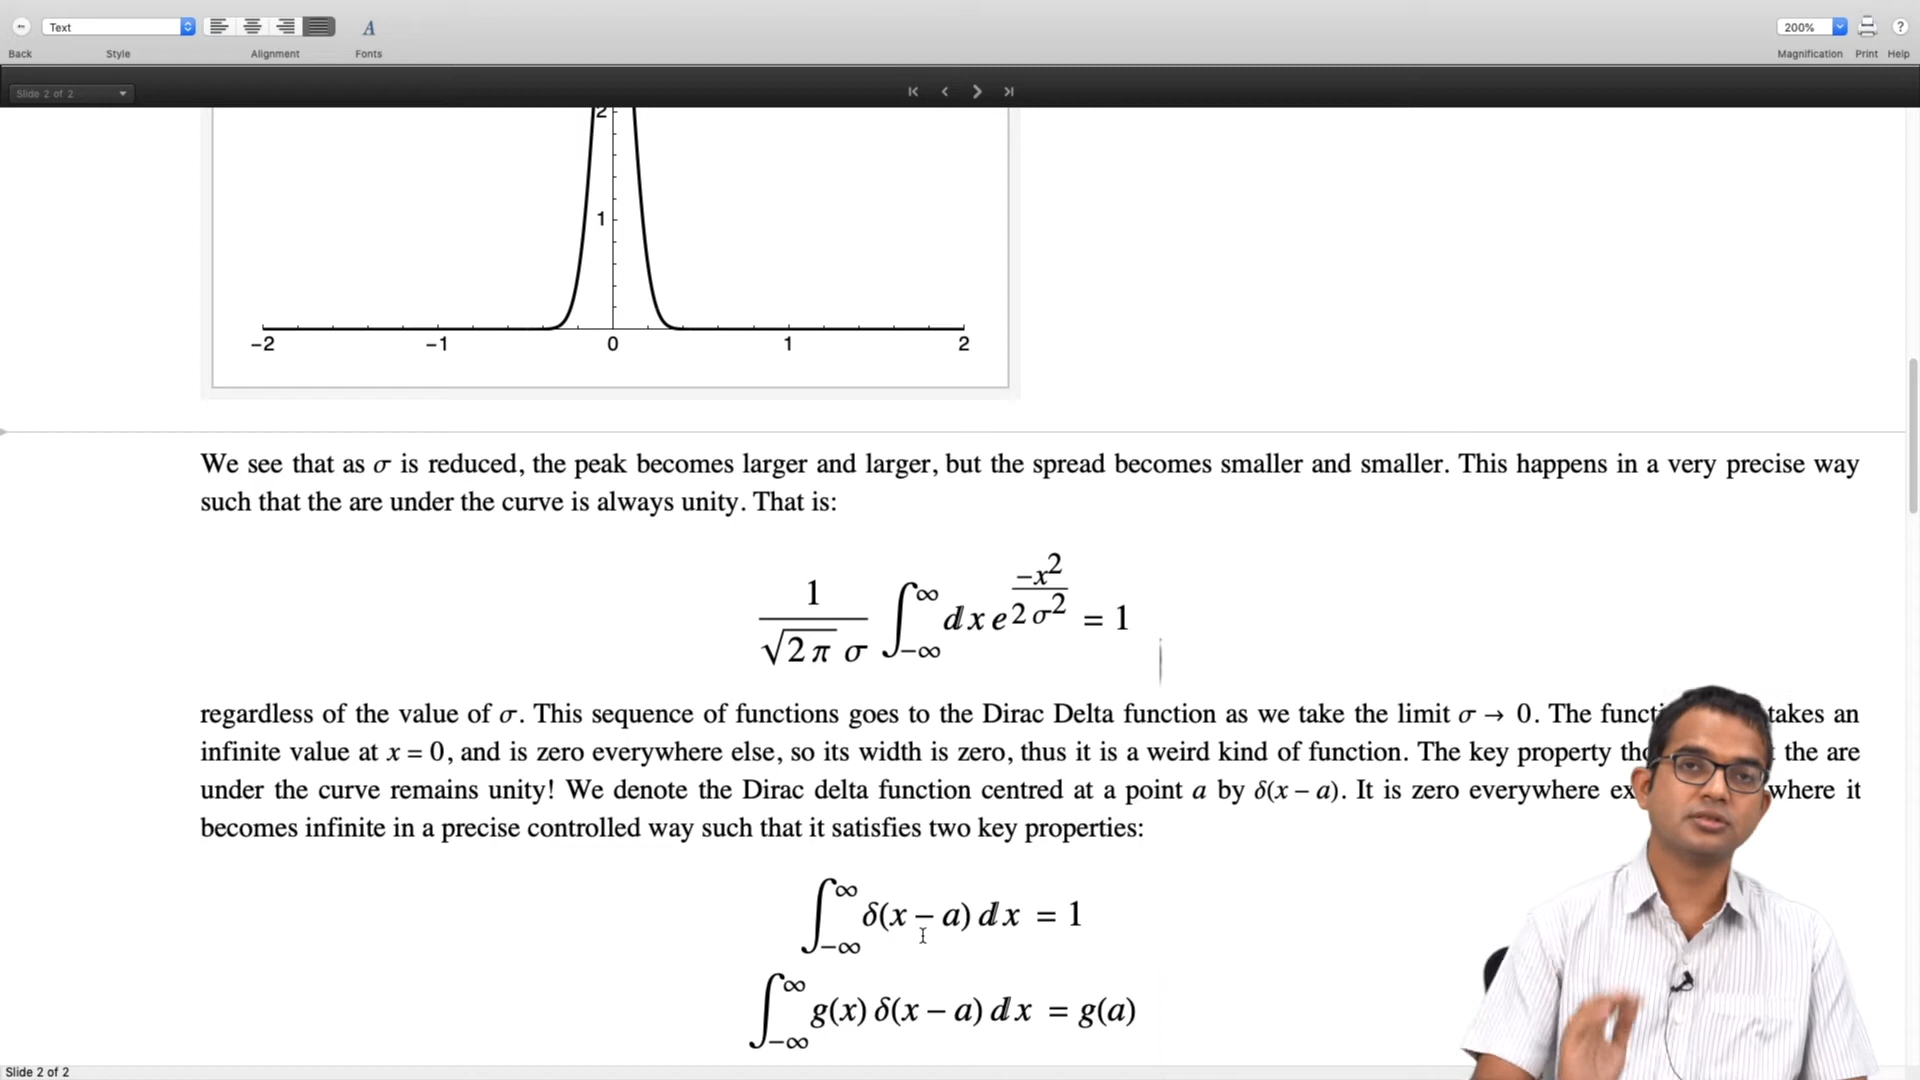 Back
Text
Style
Alignment
A
Fonts
200%
Magnification
Print
?
Help
Slide 2 of 2
2
1
−2 −1 0 1 2
We see that as σ is reduced, the peak becomes larger and larger, but the spread becomes smaller and smaller. This happens in a very precise way
such that the are under the curve is always unity. That is:
1/(√2π σ) ∫_{−∞}^{∞} dx e^{−x²/(2σ²)} = 1
regardless of the value of σ. This sequence of functions goes to the Dirac Delta function as we take the limit σ → 0. The takes an
infinite value at x = 0, and is zero everywhere else, so its width is zero, thus it is a weird kind of function. The key property the are
under the curve remains unity! We denote the Dirac delta function centred at a point a by δ(x − a). It is zero everywhere where it
becomes infinite in a precise controlled way such that it satisfies two key properties:
∫_{−∞}^{∞} δ(x − a) dx = 1
∫_{−∞}^{∞} g(x) δ(x − a) dx = g(a)
Slide 2 of 2